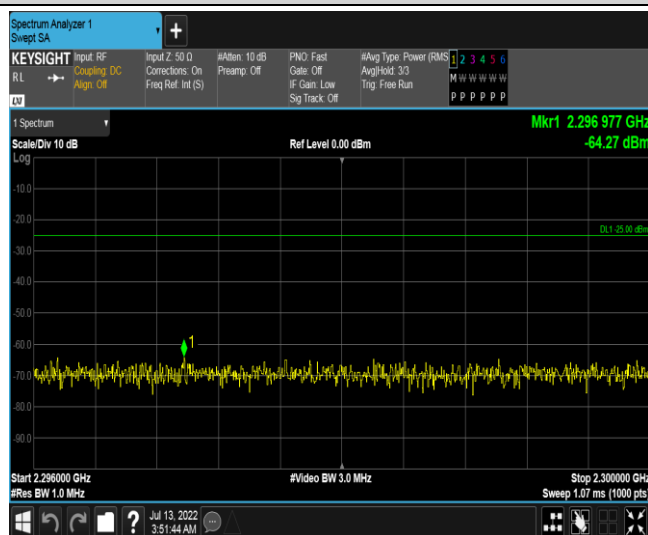 Spectrum Analyzer 1
Swept SA
+
KEYSIGHT Input: RF Input Z: 50 Ω #Atten: 10 dB PNO: Fast #Avg Type: Power (RMS 1 2 3 4 5 6
RL Coupling: DC Corrections: On Preamp: Off Gate: Off Avg|Hold: 3/3 M W W W W W
Align: Off Freq Ref: Int (S) IF Gain: Low Trig: Free Run
Sig Track: Off P P P P P P
LXI
1 Spectrum Mkr1 2.296 977 GHz
Scale/Div 10 dB Ref Level 0.00 dBm -64.27 dBm
Log
-10.0
-20.0
DL1 -25.00 dBm
-30.0
-40.0
-50.0
-60.0
1
-70.0
-80.0
-90.0
Start 2.296000 GHz #Video BW 3.0 MHz Stop 2.300000 GHz
#Res BW 1.0 MHz Sweep 1.07 ms (1000 pts)
? Jul 13, 2022
3:51:44 AM